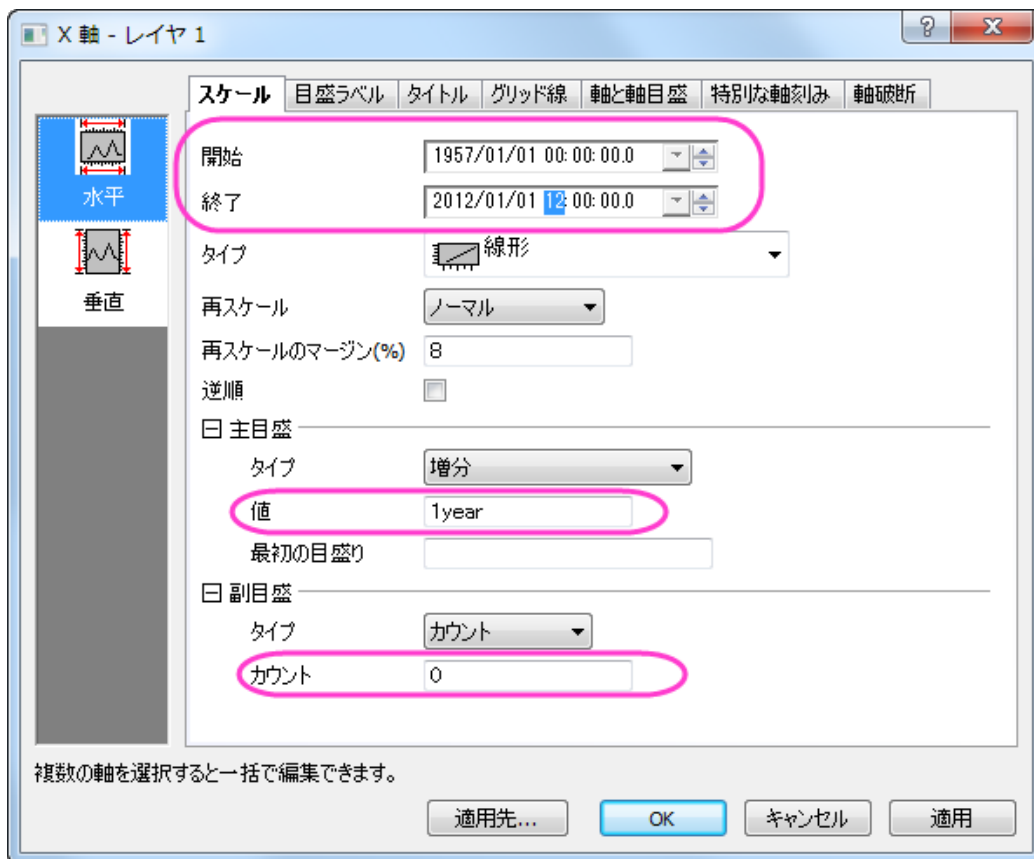 X 軸 - レイヤ 1
スケール 目盛ラベル タイトル グリッド線 軸と軸目盛 特別な軸刻み 軸破断
水平
垂直
開始 1957/01/01 00:00:00.0
終了 2012/01/01 12:00:00.0
タイプ 線形
再スケール ノーマル
再スケールのマージン(%) 8
逆順
主目盛
タイプ 増分
値 1year
最初の目盛り
副目盛
タイプ カウント
カウント 0
複数の軸を選択すると一括で編集できます。
適用先... OK キャンセル 適用